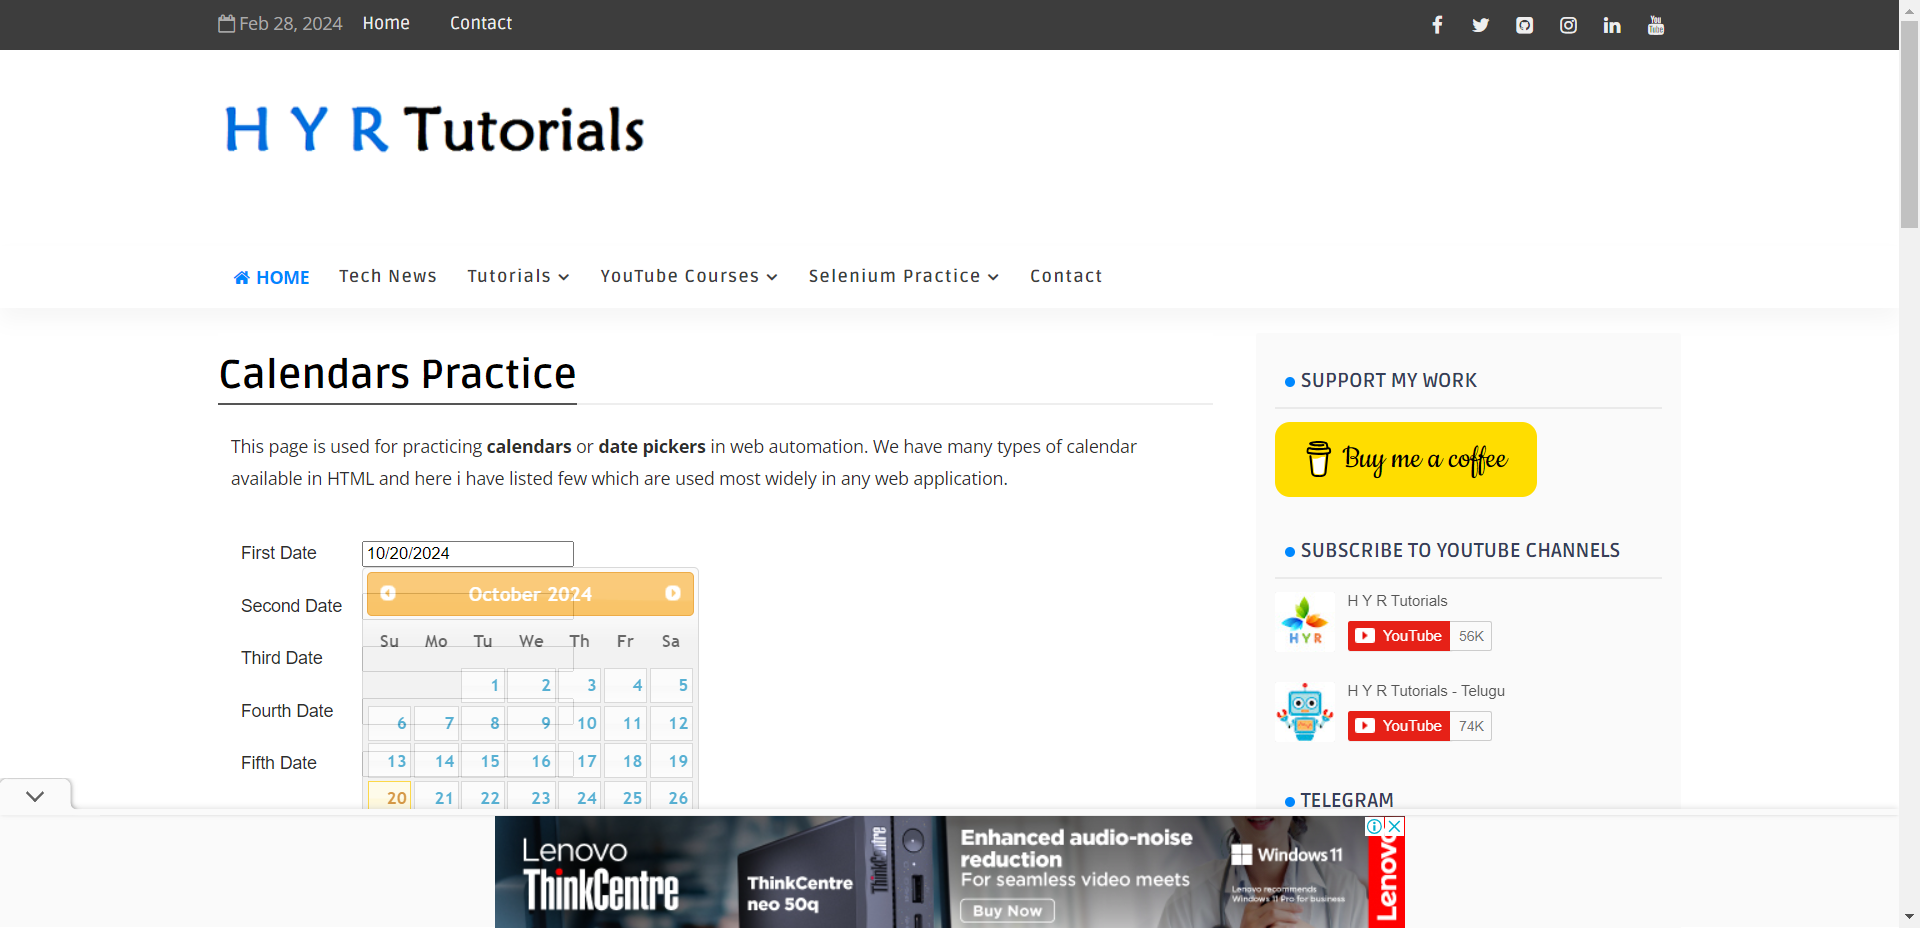 Feb 28, 2024 Home Contact
You Tube
H Y R Tutorials
HOME Tech News Tutorials YouTube Courses Selenium Practice Contact
Calendars Practice
This page is used for practicing calendars or date pickers in web automation. We have many types of calendar
available in HTML and here i have listed few which are used most widely in any web application.
First Date 10/20/2024
Second Date
Third Date
Fourth Date
Fifth Date
October 2024
Su Mo Tu We Th Fr Sa
1 2 3 4 5
6 7 8 9 10 11 12
13 14 15 16 17 18 19
20 21 22 23 24 25 26
SUPPORT MY WORK
Buy me a coffee
SUBSCRIBE TO YOUTUBE CHANNELS
HYR
H Y R Tutorials
YouTube 56K
H Y R Tutorials - Telugu
YouTube 74K
TELEGRAM
Lenovo
ThinkCentre
ThinkCentre
neo 50q
ThinkCentre
Enhanced audio-noise
reduction
For seamless video meets
Buy Now
Windows 11
Lenovo recommends
Windows 11 Pro for business
Lenovo